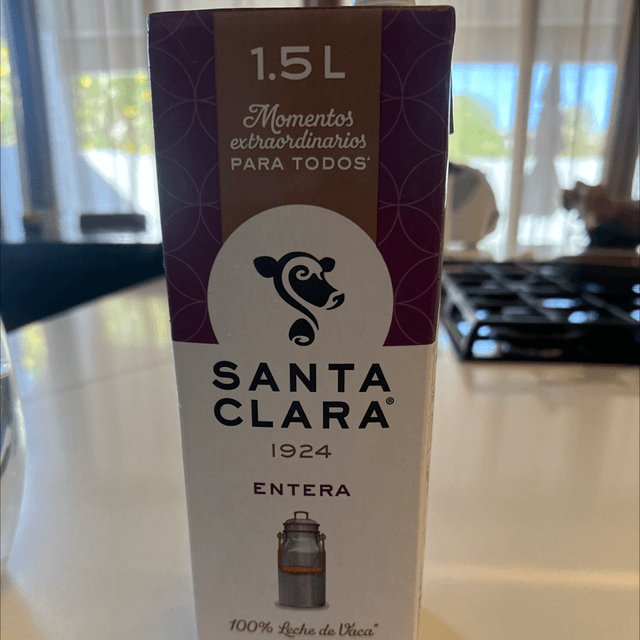 1.5 L
Momentos
extraordinarios
PARA TODOS*
SANTA
CLARA®
1924
ENTERA
100% Leche de Vaca*